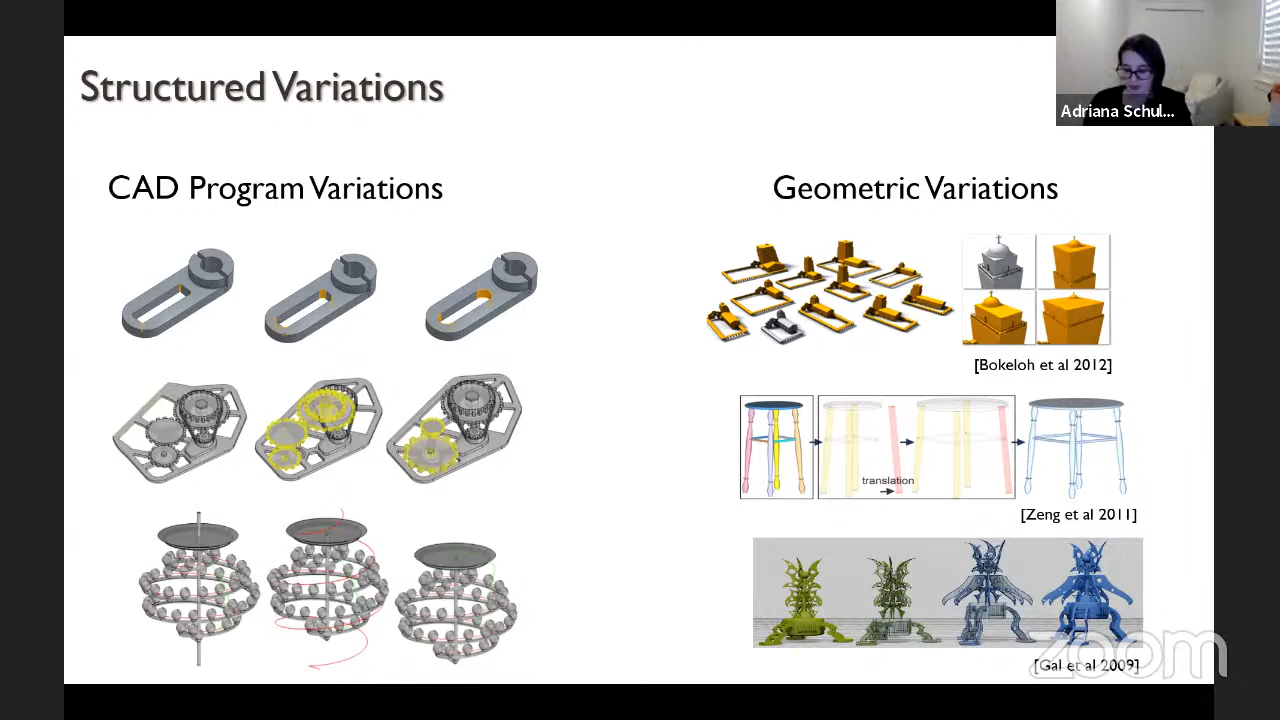 Structured Variations
Adriana Schul...
CAD Program Variations
Geometric Variations
[Bokeloh et al 2012]
translation
[Zeng et al 2011]
zoom
[Gal et al 2009]